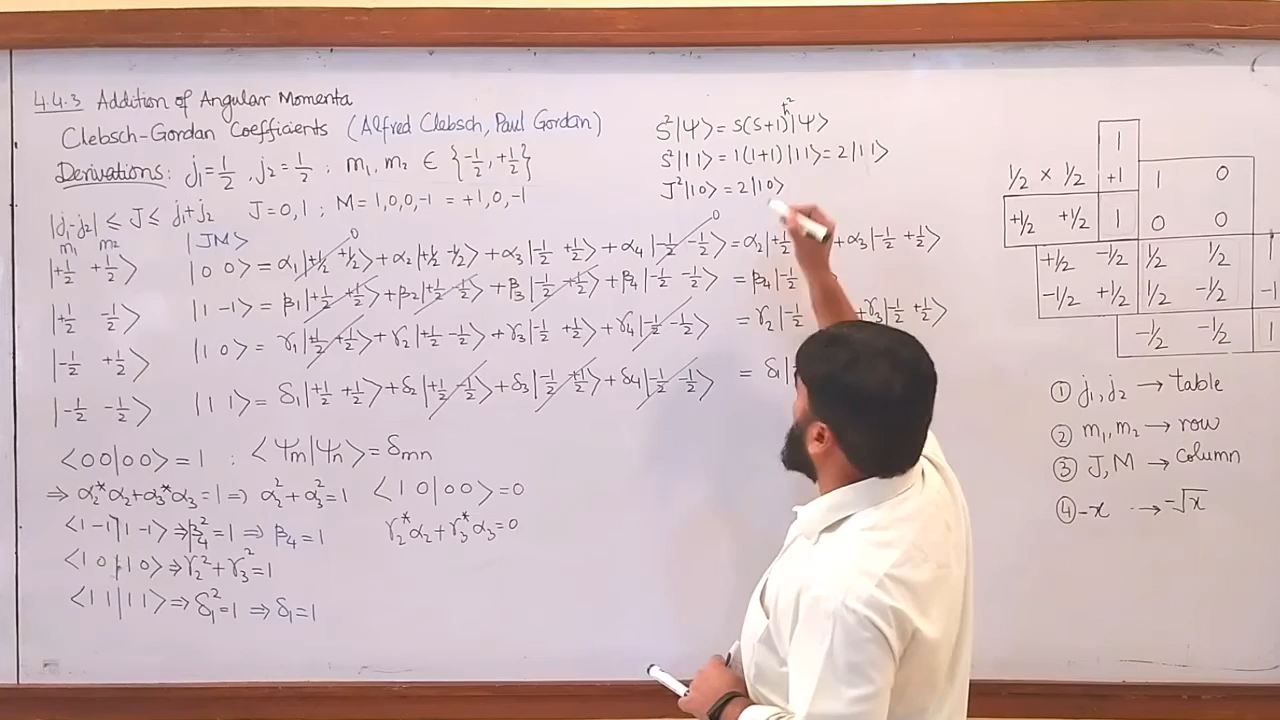 4.4.3 Addition of Angular Momenta
Clebsch-Gordan Coefficients (Alfred Clebsch, Paul Gordan)
Derivations: j₁=1/2, j₂=1/2 ; m₁, m₂ ∈ {-1/2, +1/2}
|j₁-j₂| ≤ J ≤ j₁+j₂ J=0,1 ; M=1,0,0,-1 = +1,0,-1
m₁ m₂ |JM⟩
|+1/2 +1/2⟩ |0 0⟩ = α₁|+1/2 +1/2⟩ 0 + α₂|+1/2 -1/2⟩ + α₃|-1/2 +1/2⟩ + α₄|-1/2 -1/2⟩ 0 = α₂|+1/2 + α₃|-1/2 +1/2⟩
|+1/2 -1/2⟩ |1 -1⟩ = β₁|+1/2 +1/2⟩ + β₂|+1/2 -1/2⟩ + β₃|-1/2 +1/2⟩ + β₄|-1/2 -1/2⟩ = β₄|-1/2
|-1/2 +1/2⟩ |1 0⟩ = γ₁|+1/2 +1/2⟩ + γ₂|+1/2 -1/2⟩ + γ₃|-1/2 +1/2⟩ + γ₄|-1/2 -1/2⟩ = γ₂|-1/2 + γ₃|-1/2 +1/2⟩
|-1/2 -1/2⟩ |1 1⟩ = δ₁|+1/2 +1/2⟩ + δ₂|+1/2 -1/2⟩ + δ₃|-1/2 +1/2⟩ + δ₄|-1/2 -1/2⟩ = δ₁|
⟨00|00⟩=1 : ⟨Ψm|Ψn⟩=δmn
⇒ α₂*α₂+α₃*α₃=1 ⇒ α₂²+α₃²=1 ⟨1 0|00⟩=0
⟨1-1|1-1⟩ ⇒ β₄²=1 ⇒ β₄=1 γ₂*α₂+γ₃*α₃=0
⟨1 0|1 0⟩ ⇒ γ₂²+γ₃²=1
⟨1 1|1 1⟩ ⇒ δ₁²=1 ⇒ δ₁=1
S²|Ψ⟩=S(S+1)ħ²|Ψ⟩
S²|1 1⟩=1(1+1)|11⟩=2|11⟩
J²|10⟩=2|10⟩
1
1/2 × 1/2 +1 1 0
+1/2 +1/2 1 0 0
+1/2 -1/2 1/2 1/2 1
-1/2 +1/2 1/2 -1/2 -1
-1/2 -1/2 1
① j₁, j₂ → table
② m₁, m₂ → row
③ J, M → column
④ -x → -√x